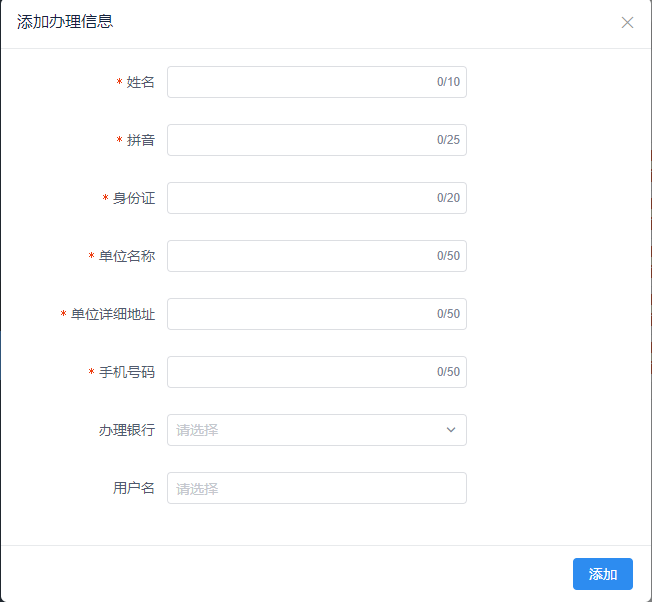 添加办理信息
* 姓名 0/10
* 拼音 0/25
* 身份证 0/20
* 单位名称 0/50
* 单位详细地址 0/50
* 手机号码 0/50
办理银行 请选择
用户名 请选择
添加